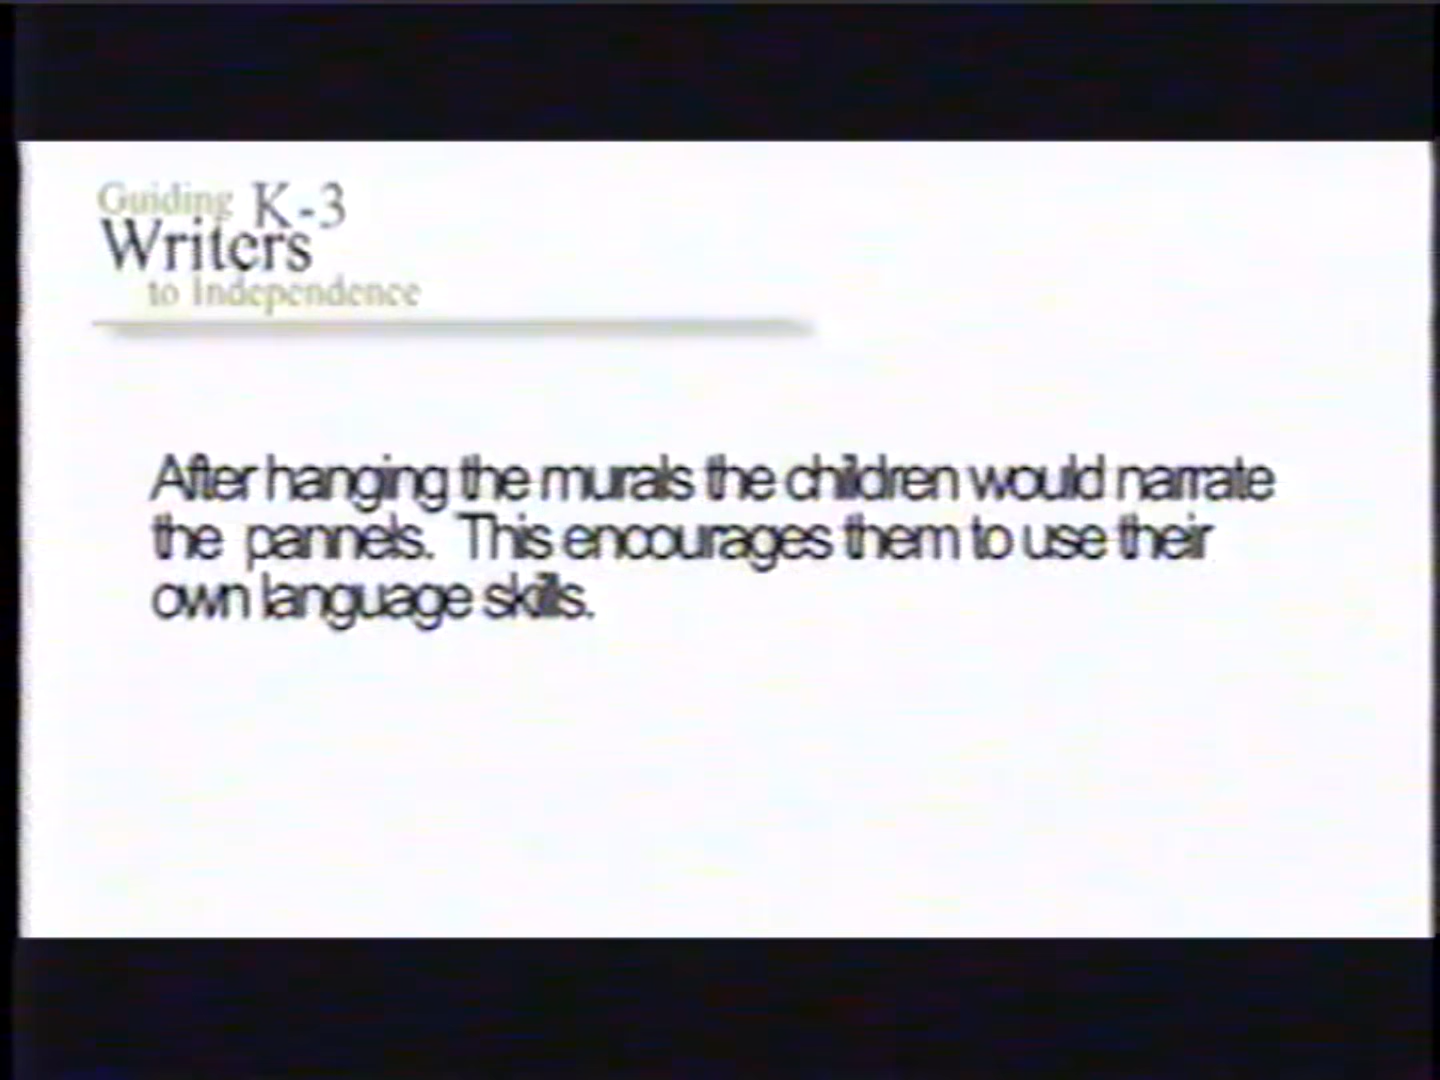 Guiding K-3
Writers
to Independence
After hanging the murals the children would narrate
the pannels. This encourages them to use their
own language skills.